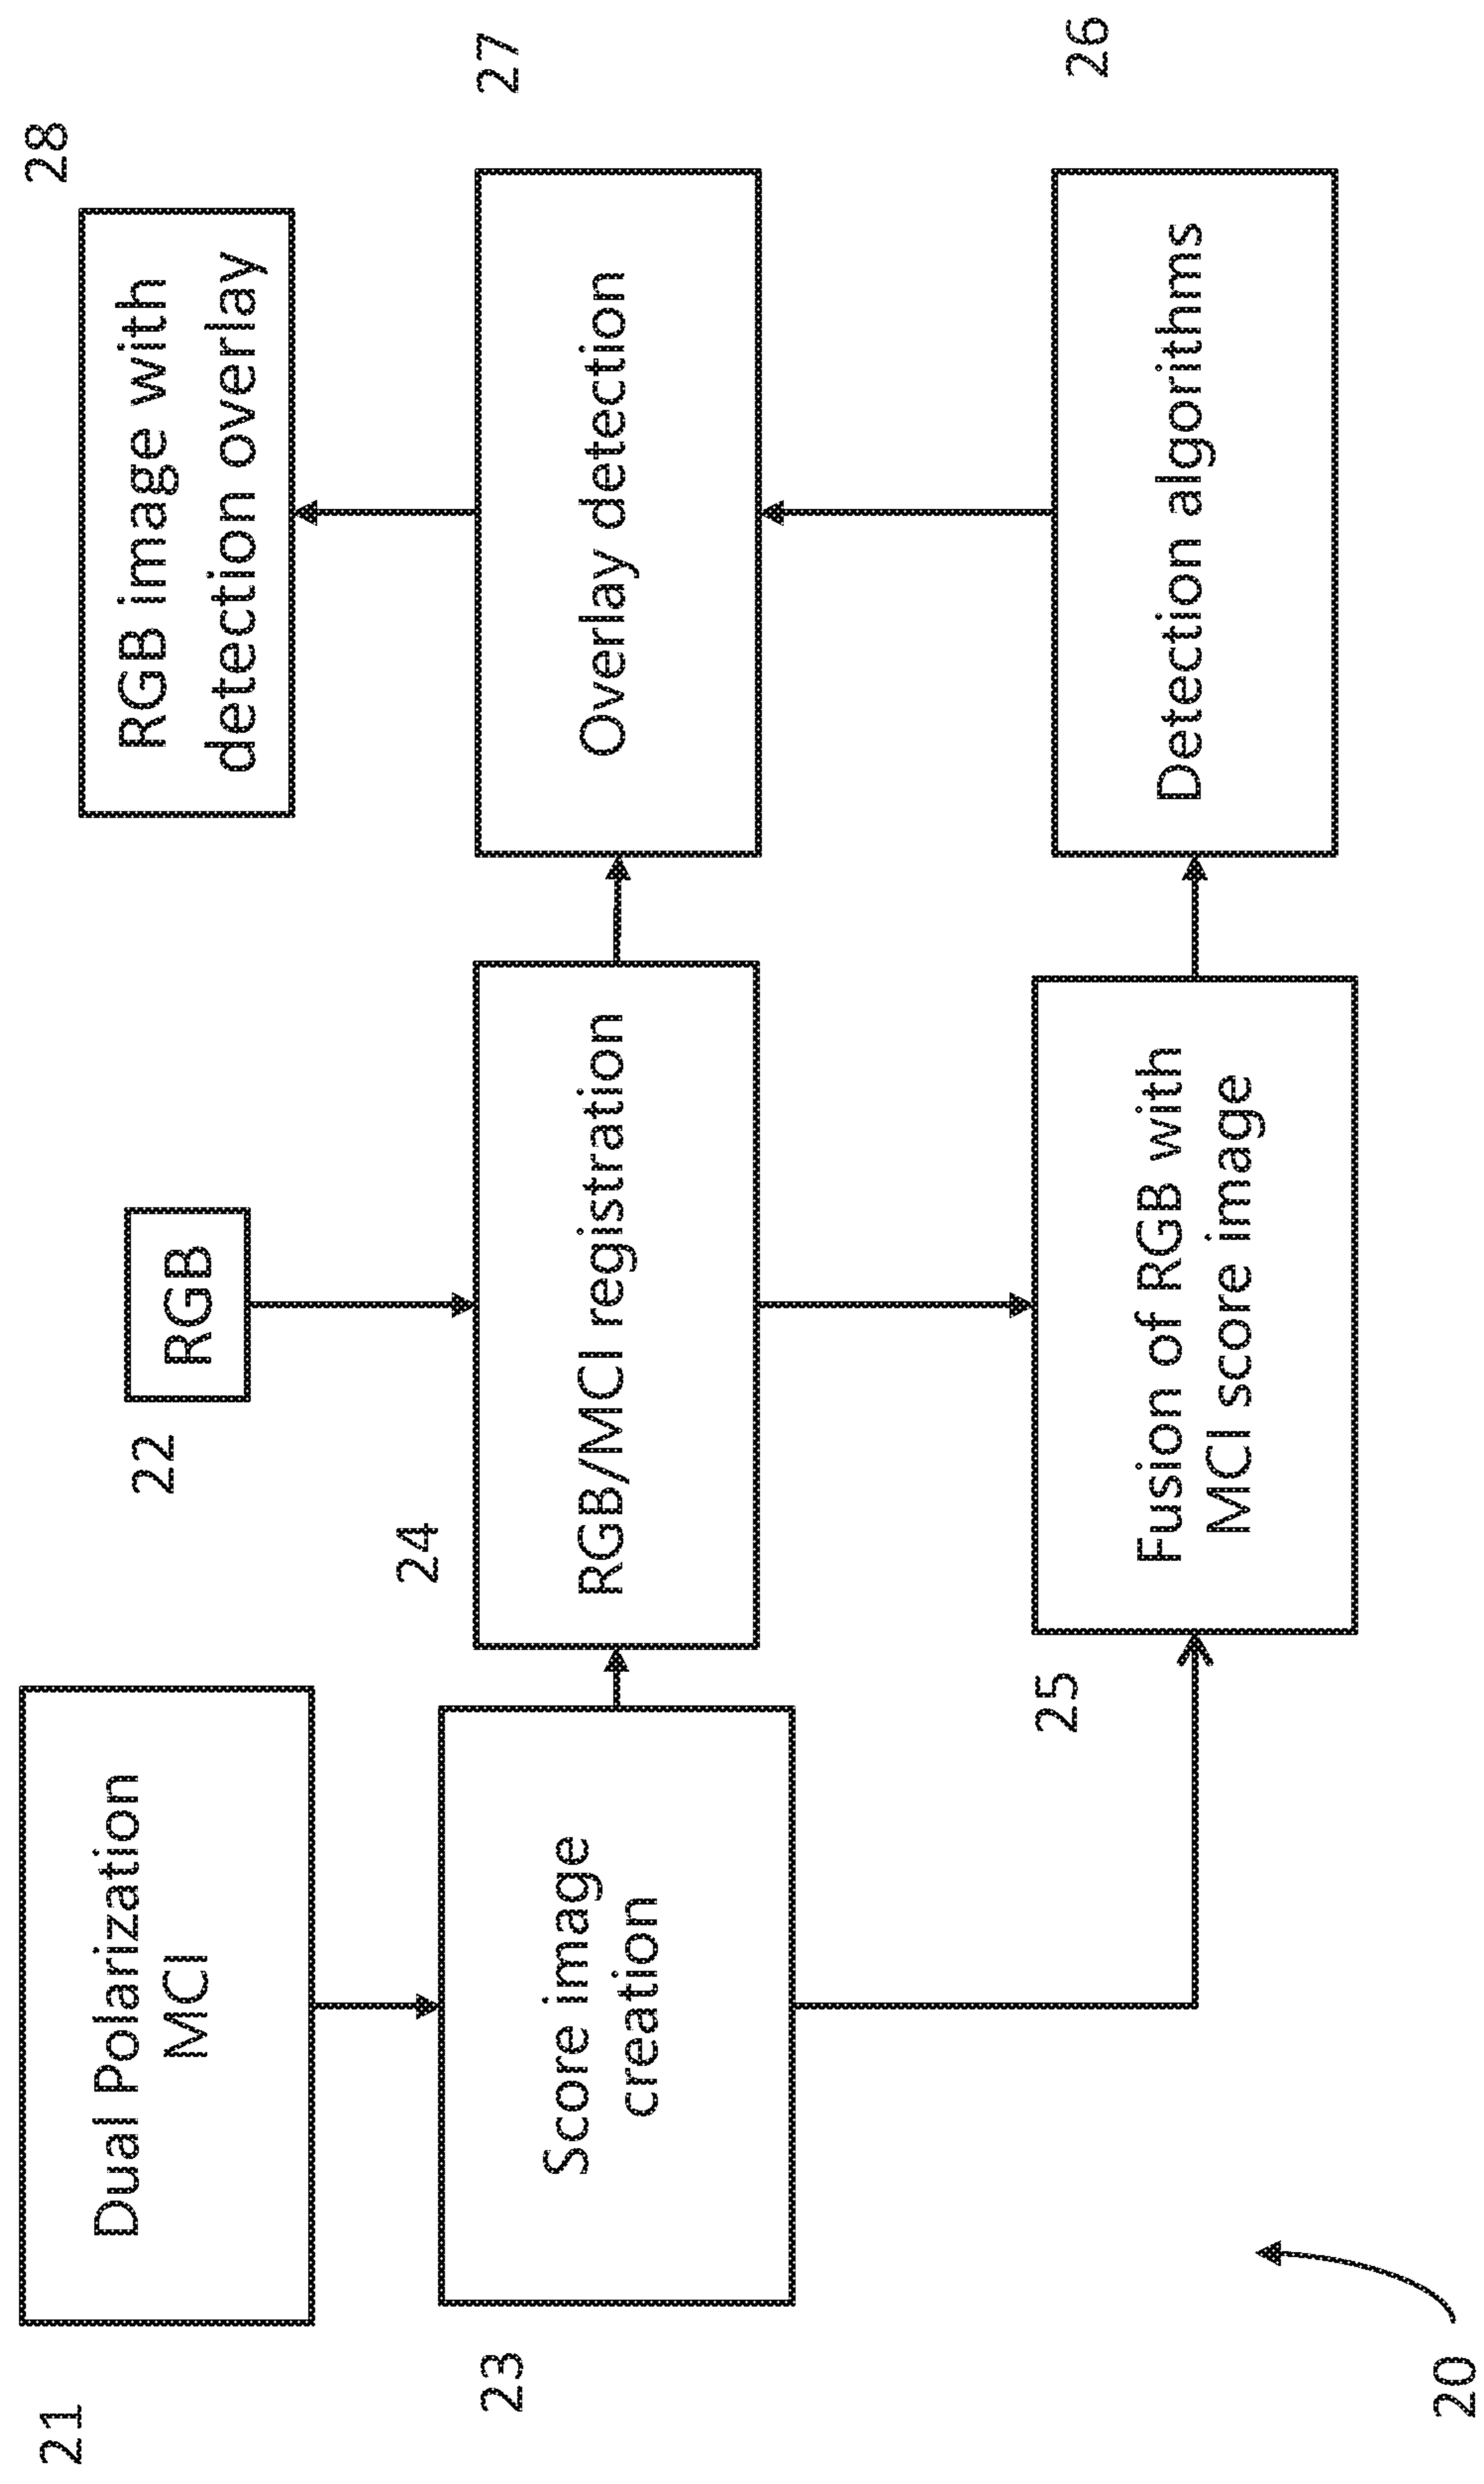 21
Dual Polarization
MCI
22
RGB
28
RGB image with
detection overlay
23
Score image
creation
24
RGB/MCI registration
27
Overlay detection
25
Fusion of RGB with
MCI score image
26
Detection algorithms
20